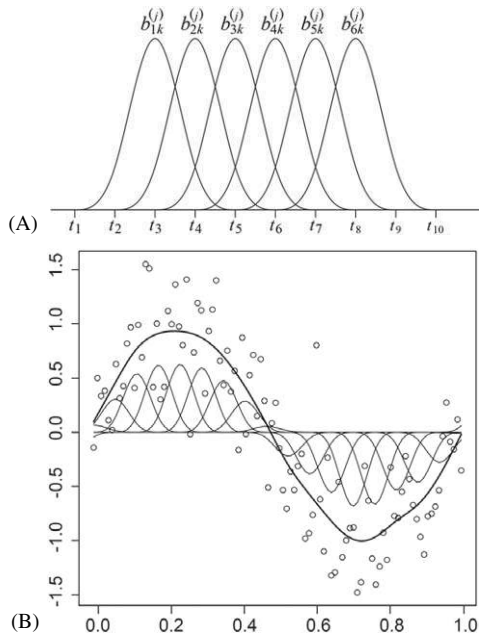 b_{1k}^{(j)} b_{2k}^{(j)} b_{3k}^{(j)} b_{4k}^{(j)} b_{5k}^{(j)} b_{6k}^{(j)}
(A)
t_1 t_2 t_3 t_4 t_5 t_6 t_7 t_8 t_9 t_{10}
1.5
1.0
0.5
0.0
-0.5
-1.0
-1.5
(B)
0.0 0.2 0.4 0.6 0.8 1.0